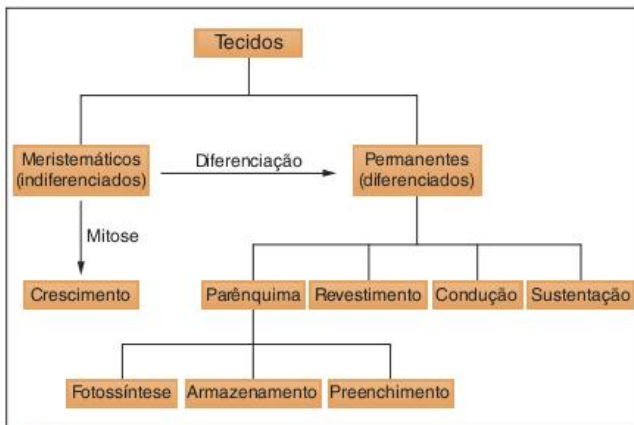 Tecidos
Meristemáticos
(indiferenciados)
Diferenciação
Permanentes
(diferenciados)
Mitose
Crescimento
Parênquima
Revestimento
Condução
Sustentação
Fotossíntese
Armazenamento
Preenchimento